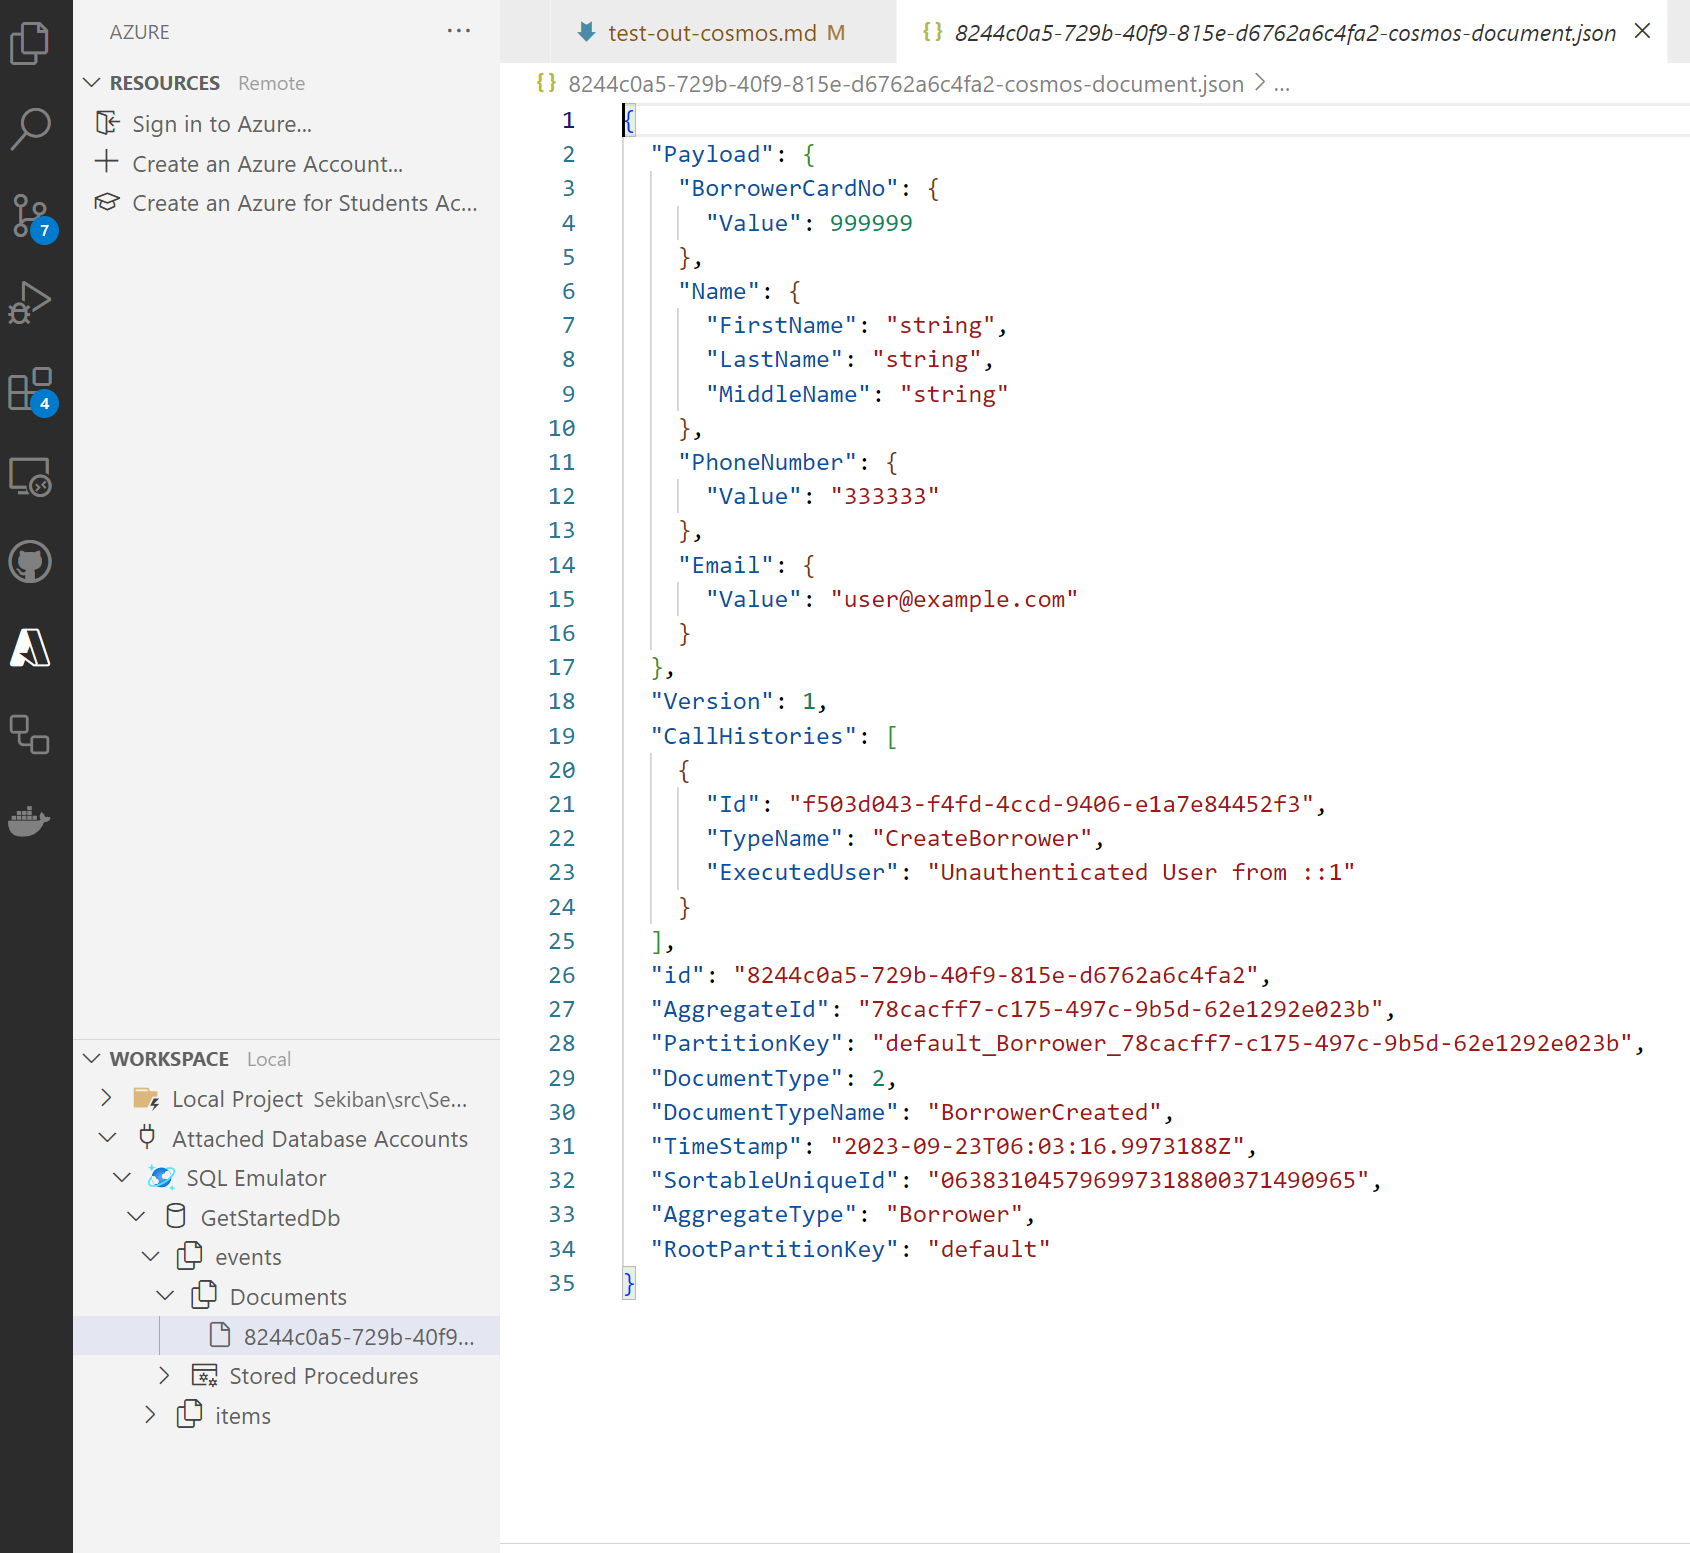 AZURE
RESOURCES Remote
Sign in to Azure...
Create an Azure Account...
Create an Azure for Students Ac...
7
4
WORKSPACE Local
Local Project Sekiban\src\Se...
Attached Database Accounts
SQL Emulator
GetStartedDb
events
Documents
8244c0a5-729b-40f9...
Stored Procedures
items
test-out-cosmos.md M
{} 8244c0a5-729b-40f9-815e-d6762a6c4fa2-cosmos-document.json
{} 8244c0a5-729b-40f9-815e-d6762a6c4fa2-cosmos-document.json > ...
1 {
2 "Payload": {
3 "BorrowerCardNo": {
4 "Value": 999999
5 },
6 "Name": {
7 "FirstName": "string",
8 "LastName": "string",
9 "MiddleName": "string"
10 },
11 "PhoneNumber": {
12 "Value": "333333"
13 },
14 "Email": {
15 "Value": "user@example.com"
16 }
17 },
18 "Version": 1,
19 "CallHistories": [
20 {
21 "Id": "f503d043-f4fd-4ccd-9406-e1a7e84452f3",
22 "TypeName": "CreateBorrower",
23 "ExecutedUser": "Unauthenticated User from ::1"
24 }
25 ],
26 "id": "8244c0a5-729b-40f9-815e-d6762a6c4fa2",
27 "AggregateId": "78cacff7-c175-497c-9b5d-62e1292e023b",
28 "PartitionKey": "default_Borrower_78cacff7-c175-497c-9b5d-62e1292e023b",
29 "DocumentType": 2,
30 "DocumentTypeName": "BorrowerCreated",
31 "TimeStamp": "2023-09-23T06:03:16.9973188Z",
32 "SortableUniqueId": "063831045796997318800371490965",
33 "AggregateType": "Borrower",
34 "RootPartitionKey": "default"
35 }